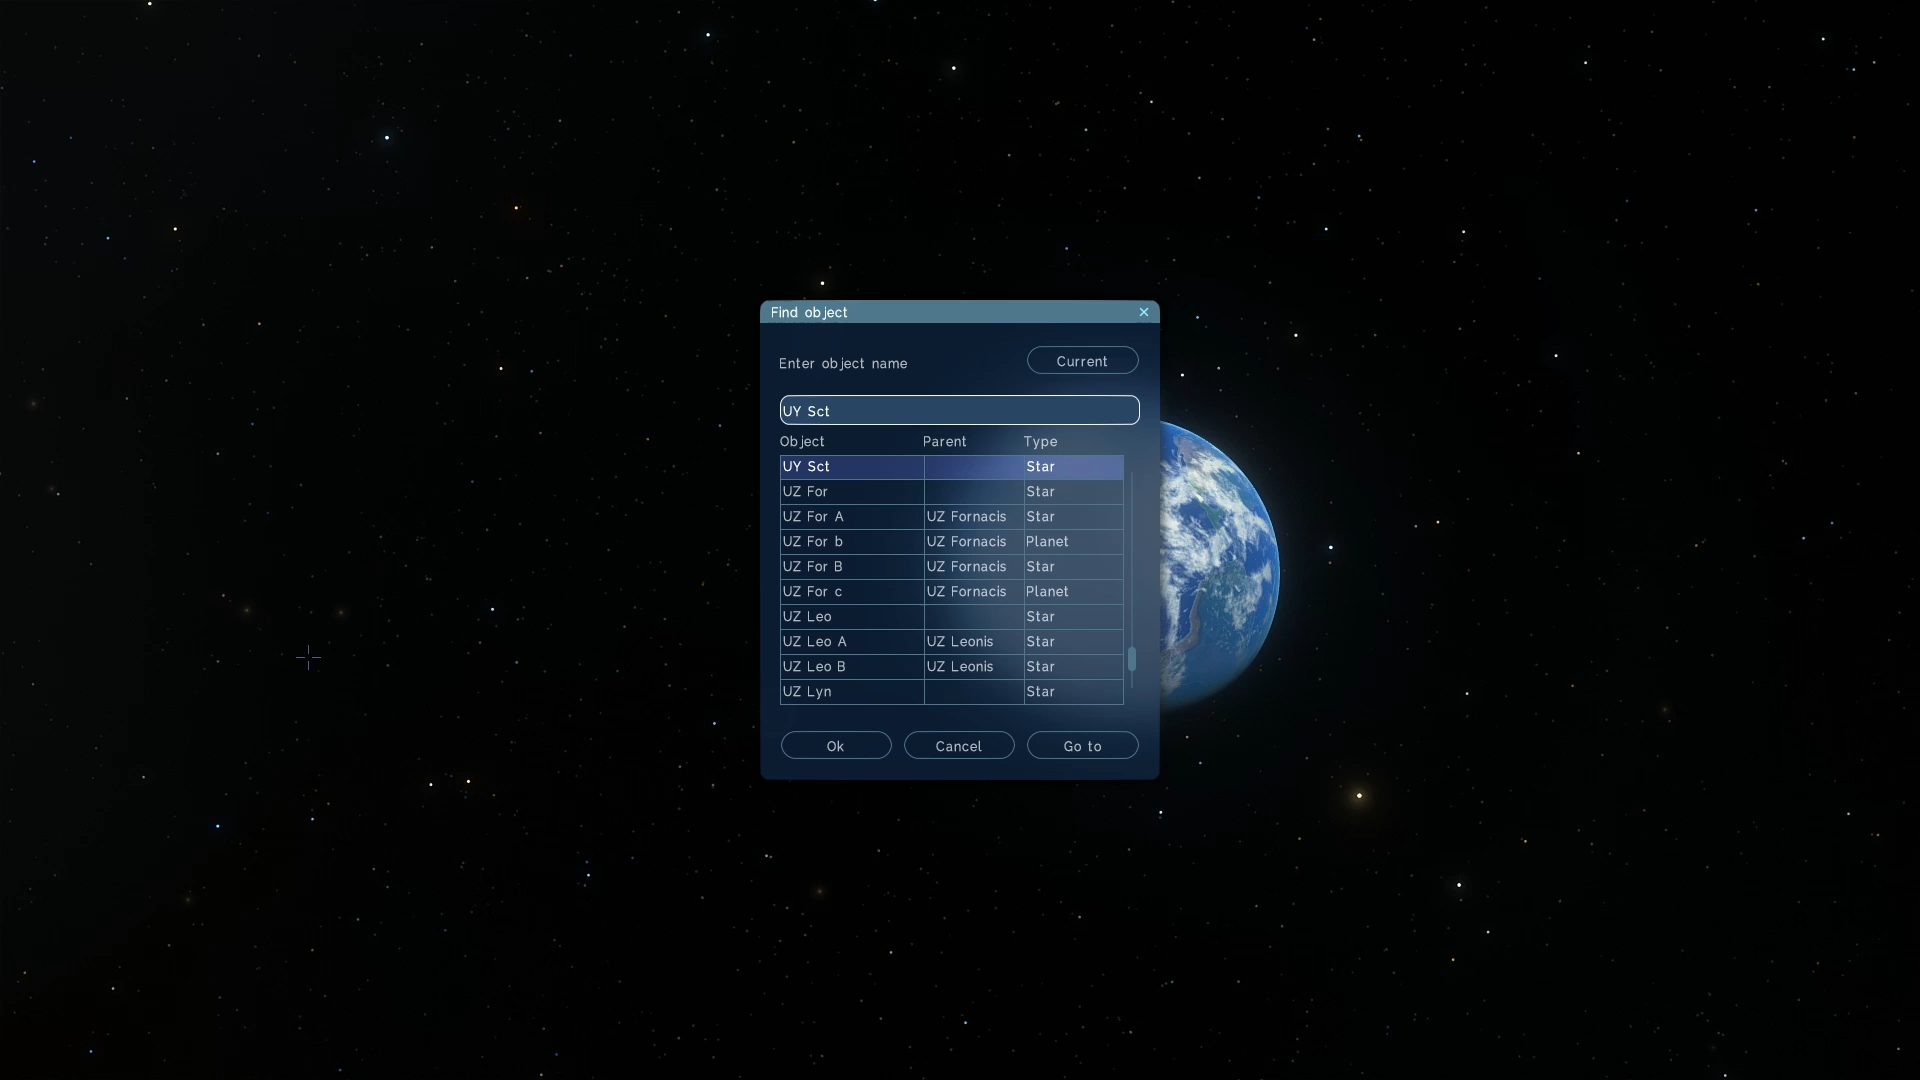 Find object
Enter object name Current
UY Sct
Object Parent Type
UY Sct Star
UZ For Star
UZ For A UZ Fornacis Star
UZ For b UZ Fornacis Planet
UZ For B UZ Fornacis Star
UZ For c UZ Fornacis Planet
UZ Leo Star
UZ Leo A UZ Leonis Star
UZ Leo B UZ Leonis Star
UZ Lyn Star
Ok Cancel Go to